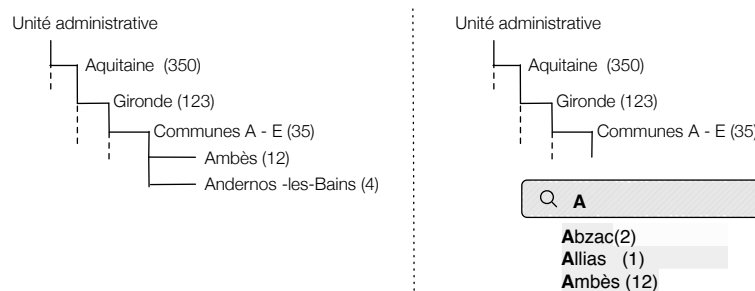 Unité administrative
Aquitaine (350)
Gironde (123)
Communes A - E (35)
Ambès (12)
Andernos -les-Bains (4)
Unité administrative
Aquitaine (350)
Gironde (123)
Communes A - E (35)
A
Abzac(2)
Allias (1)
Ambès (12)